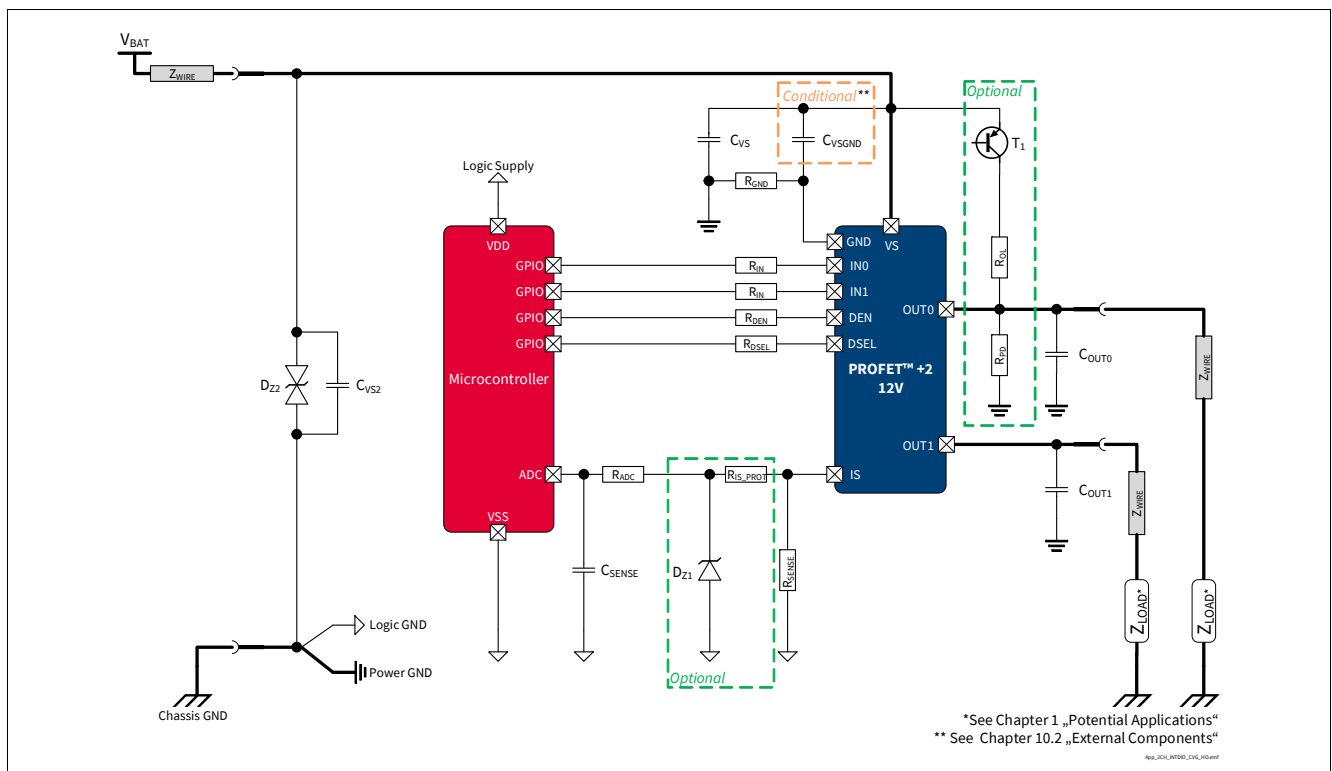 VBAT
ZWIRE
Conditional**
Optional
CVS
CVSGND
T1
Logic Supply
RGND
VDD
GND
VS
GPIO
RIN
IN0
GPIO
RIN
IN1
GPIO
RDEN
DEN
GPIO
RDSEL
DSEL
OUT0
ROL
RPD
COUT0
ZWIRE
Microcontroller
PROFET™ +2
12V
DZ2
CVS2
OUT1
ADC
RADC
RIS_PROT
IS
COUT1
ZWIRE
VSS
CSENSE
DZ1
RSENSE
ZLOAD*
ZLOAD*
Logic GND
Power GND
Optional
Chassis GND
*See Chapter 1 „Potential Applications“
** See Chapter 10.2 „External Components“
App_2CH_INTDIO_CVG_HD.emf